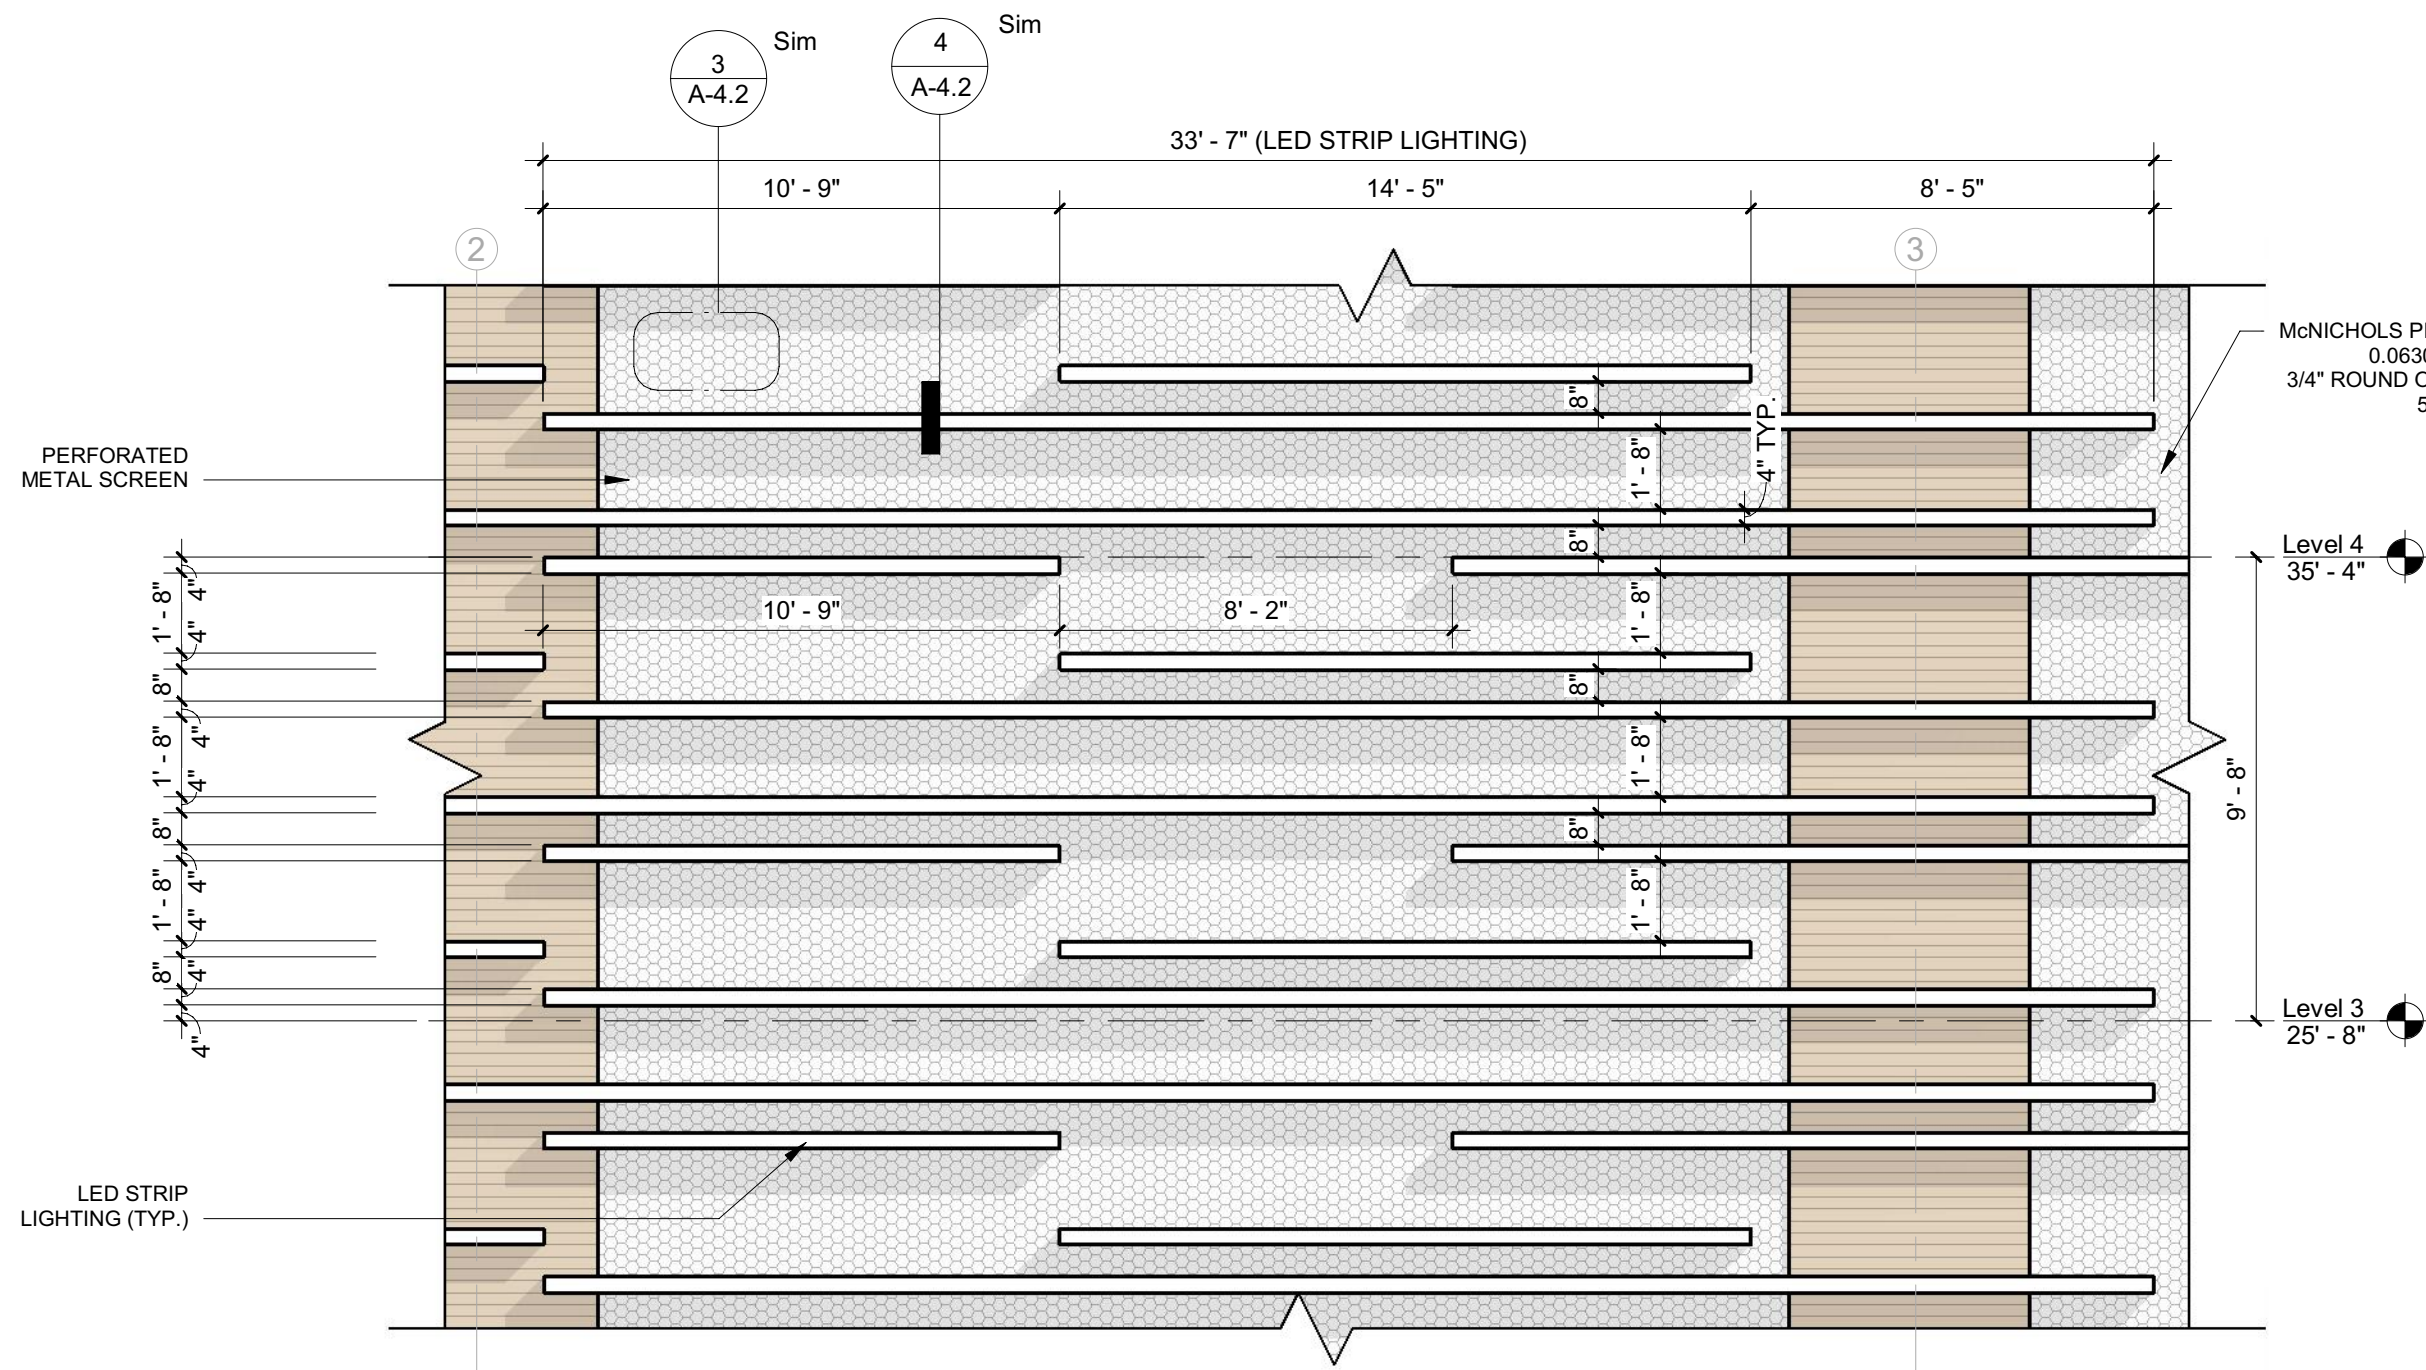 3
A-4.2
Sim
4
A-4.2
Sim
33' - 7" (LED STRIP LIGHTING)
10' - 9"
14' - 5"
8' - 5"
2
3
McNICHOLS
0.063
3/4" ROUND
5
8"
4" TYP.
1' - 8"
PERFORATED
METAL SCREEN
8"
Level 4
35' - 4"
4"
1' - 8"
4"
10' - 9"
8' - 2"
1' - 8"
8"
8"
4"
1' - 8"
4"
1' - 8"
9' - 8"
8"
8"
4"
1' - 8"
4"
1' - 8"
8"
4"
4"
Level 3
25' - 8"
LED STRIP
LIGHTING (TYP.)